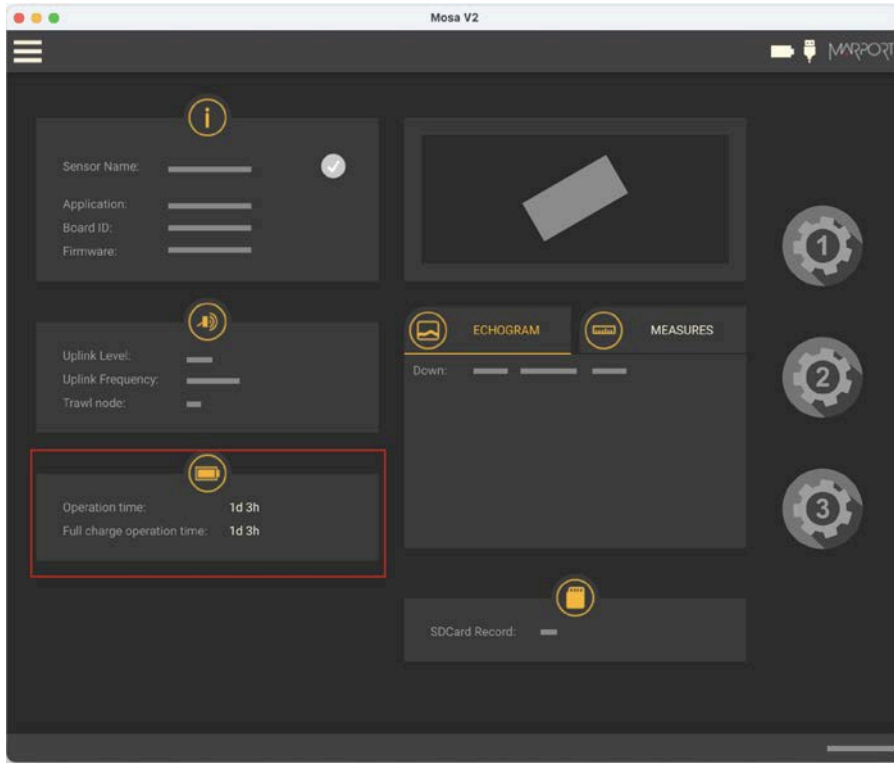 Mosa V2
MARPORT
Sensor Name:
Application:
Board ID:
Firmware:
Uplink Level:
Uplink Frequency:
Trawl node:
Operation time: 1d 3h
Full charge operation time: 1d 3h
ECHOGRAM MEASURES
Down:
SDCard Record:
1
2
3